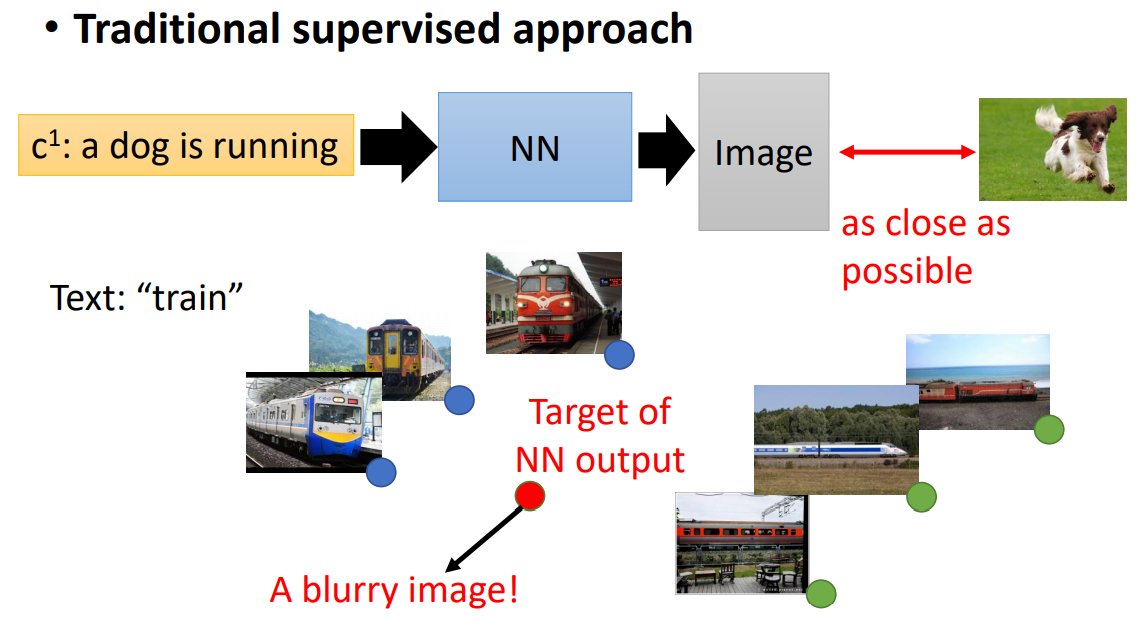 • Traditional supervised approach
c¹: a dog is running
NN
Image
as close as
possible
Text: “train”
Target of
NN output
A blurry image!